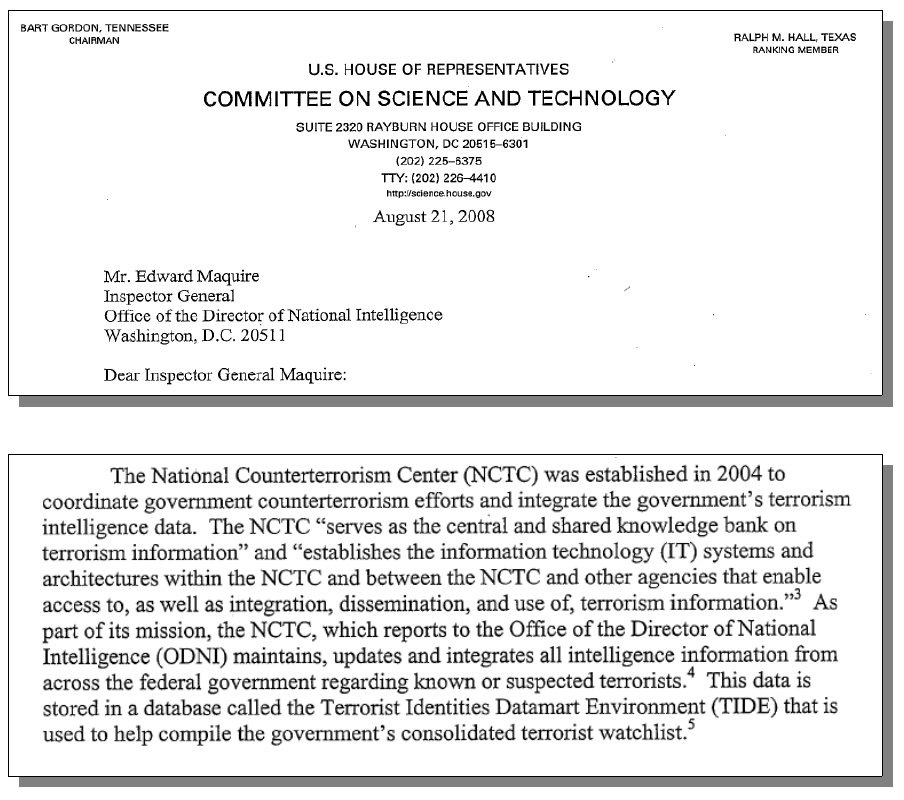 BART GORDON, TENNESSEE
CHAIRMAN
RALPH M. HALL, TEXAS
RANKING MEMBER
U.S. HOUSE OF REPRESENTATIVES
COMMITTEE ON SCIENCE AND TECHNOLOGY
SUITE 2320 RAYBURN HOUSE OFFICE BUILDING
WASHINGTON, DC 20515–6301
(202) 225–6375
TTY: (202) 226–4410
http://science.house.gov
August 21, 2008
Mr. Edward Maquire
Inspector General
Office of the Director of National Intelligence
Washington, D.C. 20511
Dear Inspector General Maquire:
The National Counterterrorism Center (NCTC) was established in 2004 to
coordinate government counterterrorism efforts and integrate the government's terrorism
intelligence data. The NCTC “serves as the central and shared knowledge bank on
terrorism information” and “establishes the information technology (IT) systems and
architectures within the NCTC and between the NCTC and other agencies that enable
access to, as well as integration, dissemination, and use of, terrorism information.”3 As
part of its mission, the NCTC, which reports to the Office of the Director of National
Intelligence (ODNI) maintains, updates and integrates all intelligence information from
across the federal government regarding known or suspected terrorists.4 This data is
stored in a database called the Terrorist Identities Datamart Environment (TIDE) that is
used to help compile the government's consolidated terrorist watchlist.5